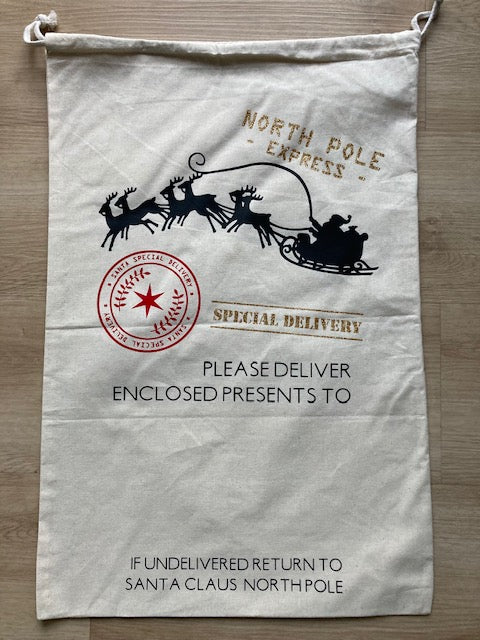 NORTH POLE
- EXPRESS -
★ SANTA SPECIAL DELIVERY ★ SANTA SPECIAL DELIVERY
SPECIAL DELIVERY
PLEASE DELIVER
ENCLOSED PRESENTS TO
IF UNDELIVERED RETURN TO
SANTA CLAUS NORTH POLE